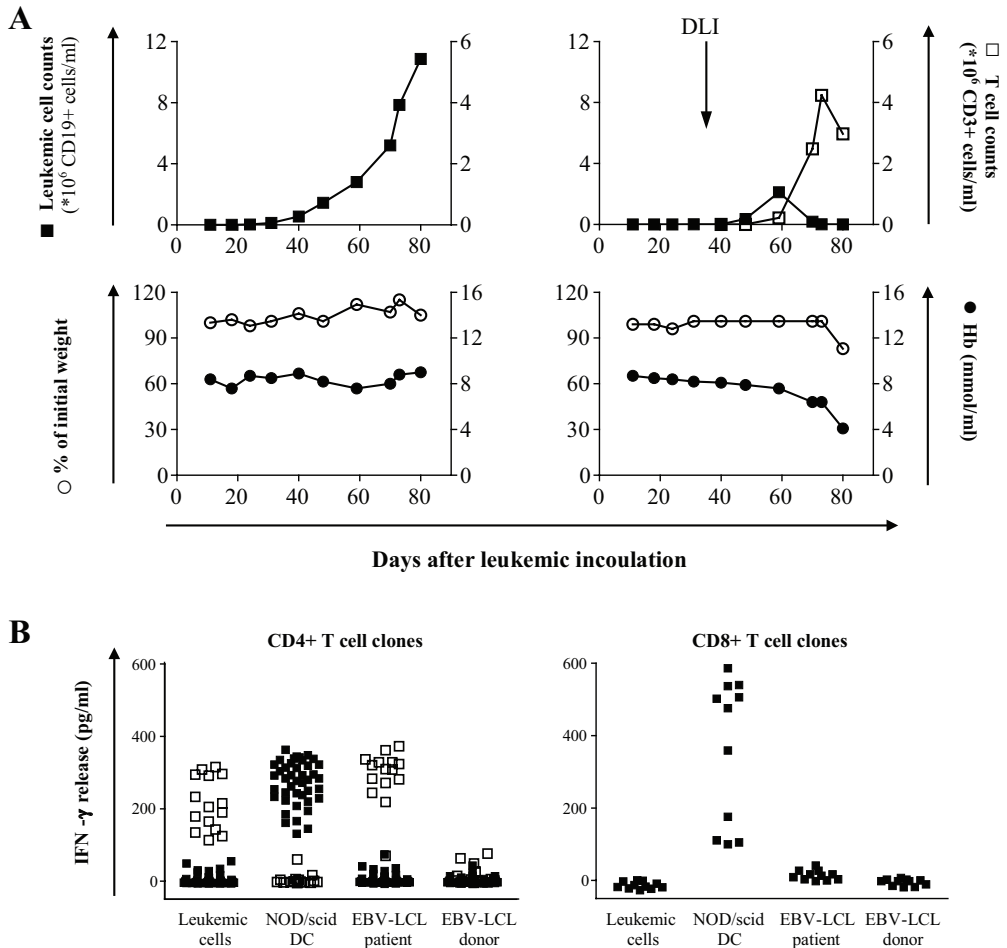 A
DLI
■ Leukemic cell counts
(*10⁶ CD19+ cells/ml)
12
8
4
0
6
4
2
0
0 20 40 60 80
12
8
4
0
6
4
2
0
0 20 40 60 80
□ T cell counts
(*10⁶ CD3+ cells/ml)
○ % of initial weight
120
90
60
30
0
16
12
8
4
0
0 20 40 60 80
120
90
60
30
0
16
12
8
4
0
0 20 40 60 80
● Hb (mmol/ml)
Days after leukemic incoulation
B
CD4+ T cell clones
CD8+ T cell clones
IFN -γ release (pg/ml)
600
400
200
0
Leukemic
cells
NOD/scid
DC
EBV-LCL
patient
EBV-LCL
donor
600
400
200
0
Leukemic
cells
NOD/scid
DC
EBV-LCL
patient
EBV-LCL
donor